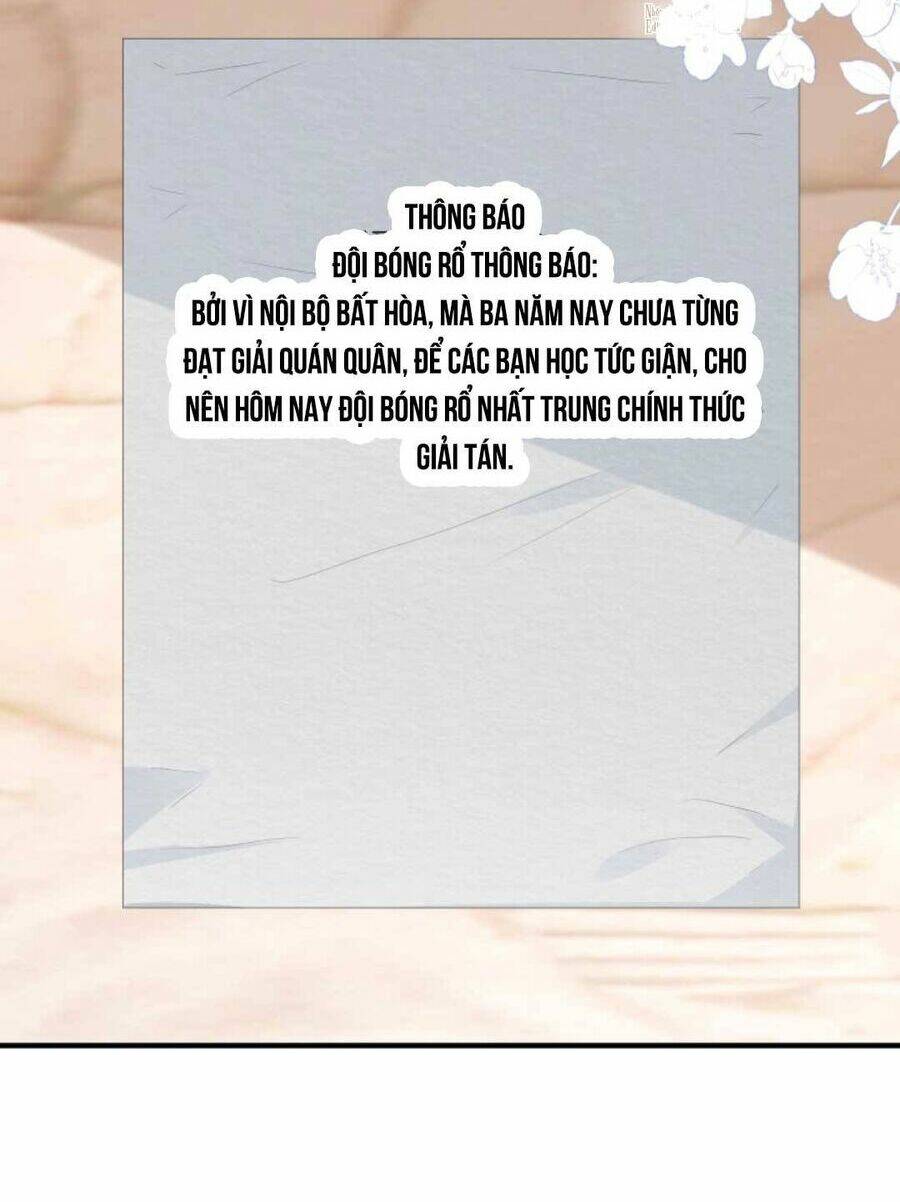 THÔNG BÁO
ĐỘI BÓNG RỔ THÔNG BÁO:
BỞI VÌ NỘI BỘ BẤT HÒA, MÀ BA NĂM NAY CHƯA TỪNG
ĐẠT GIẢI QUÁN QUÂN, ĐỂ CÁC BẠN HỌC TỨC GIẬN, CHO
NÊN HÔM NAY ĐỘI BÓNG RỔ NHẤT TRUNG CHÍNH THỨC
GIẢI TÁN.